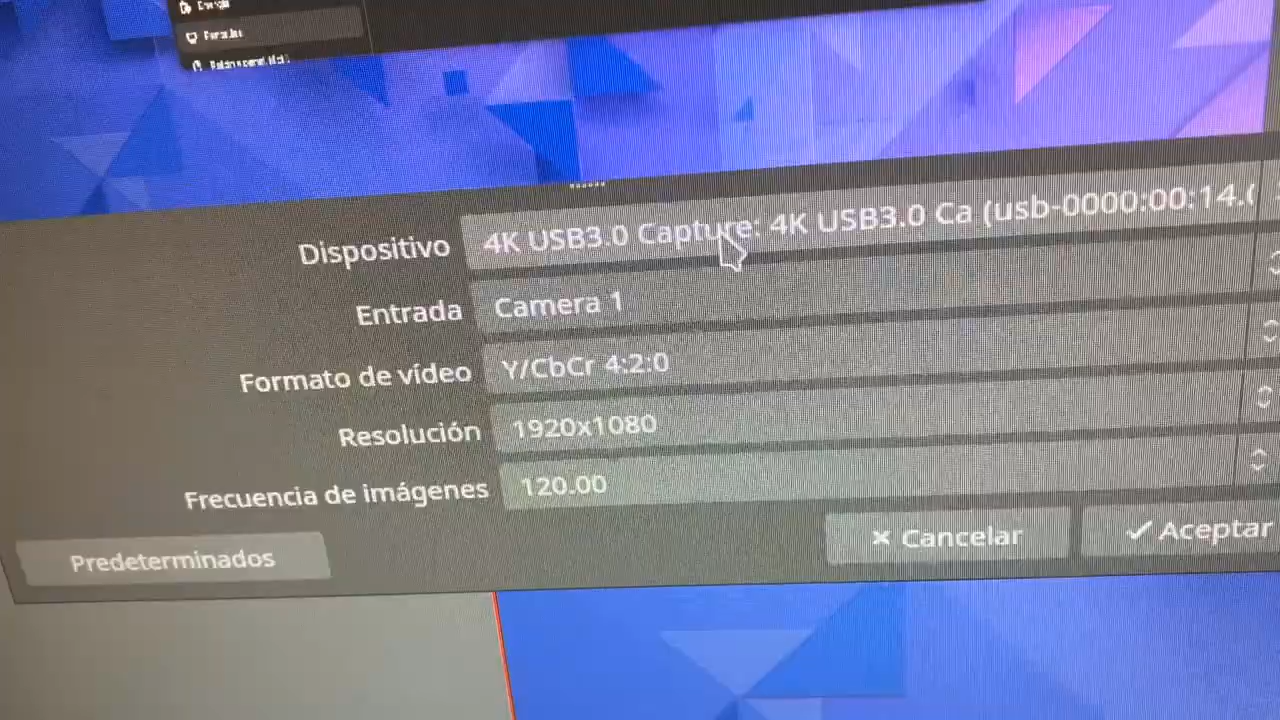 Dispositivo 4K USB3.0 Capture: 4K USB3.0 Ca (usb-0000:00:14.
Entrada Camera 1
Formato de vídeo Y/CbCr 4:2:0
Resolución 1920x1080
Frecuencia de imágenes 120.00
Predeterminados Cancelar Aceptar